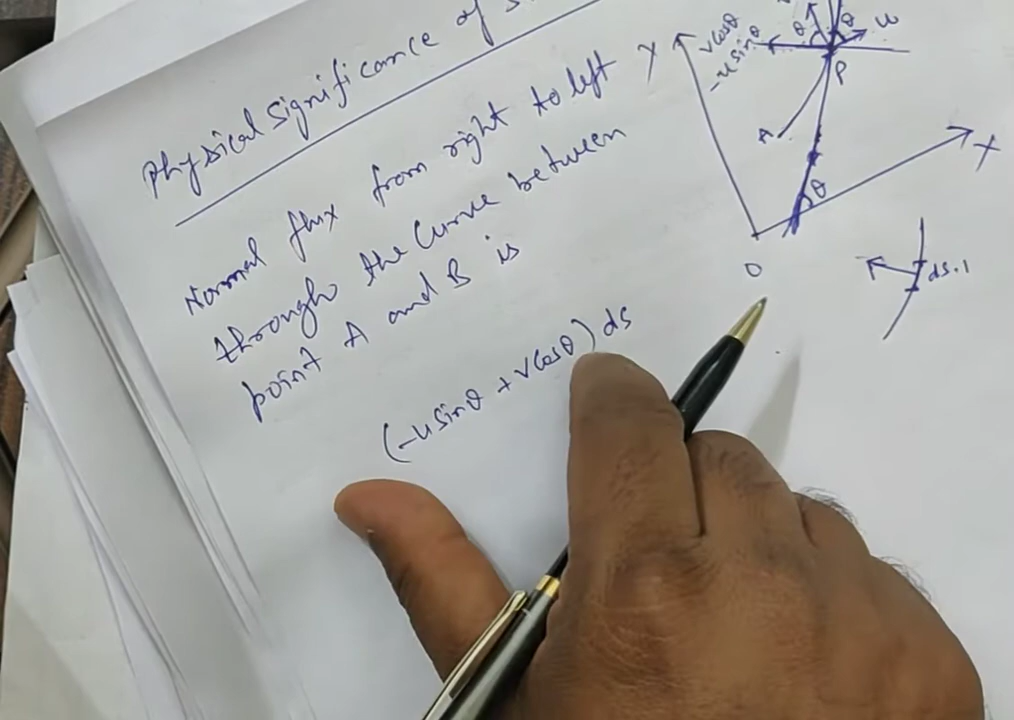 Physical Significance of
Normal flux from right to left
through the Curve between
point A and B is
(-u sinθ + v cosθ) ds
Y
v cosθ
-u sinθ
θ
θ
u
P
A
θ
X
O
ds.1